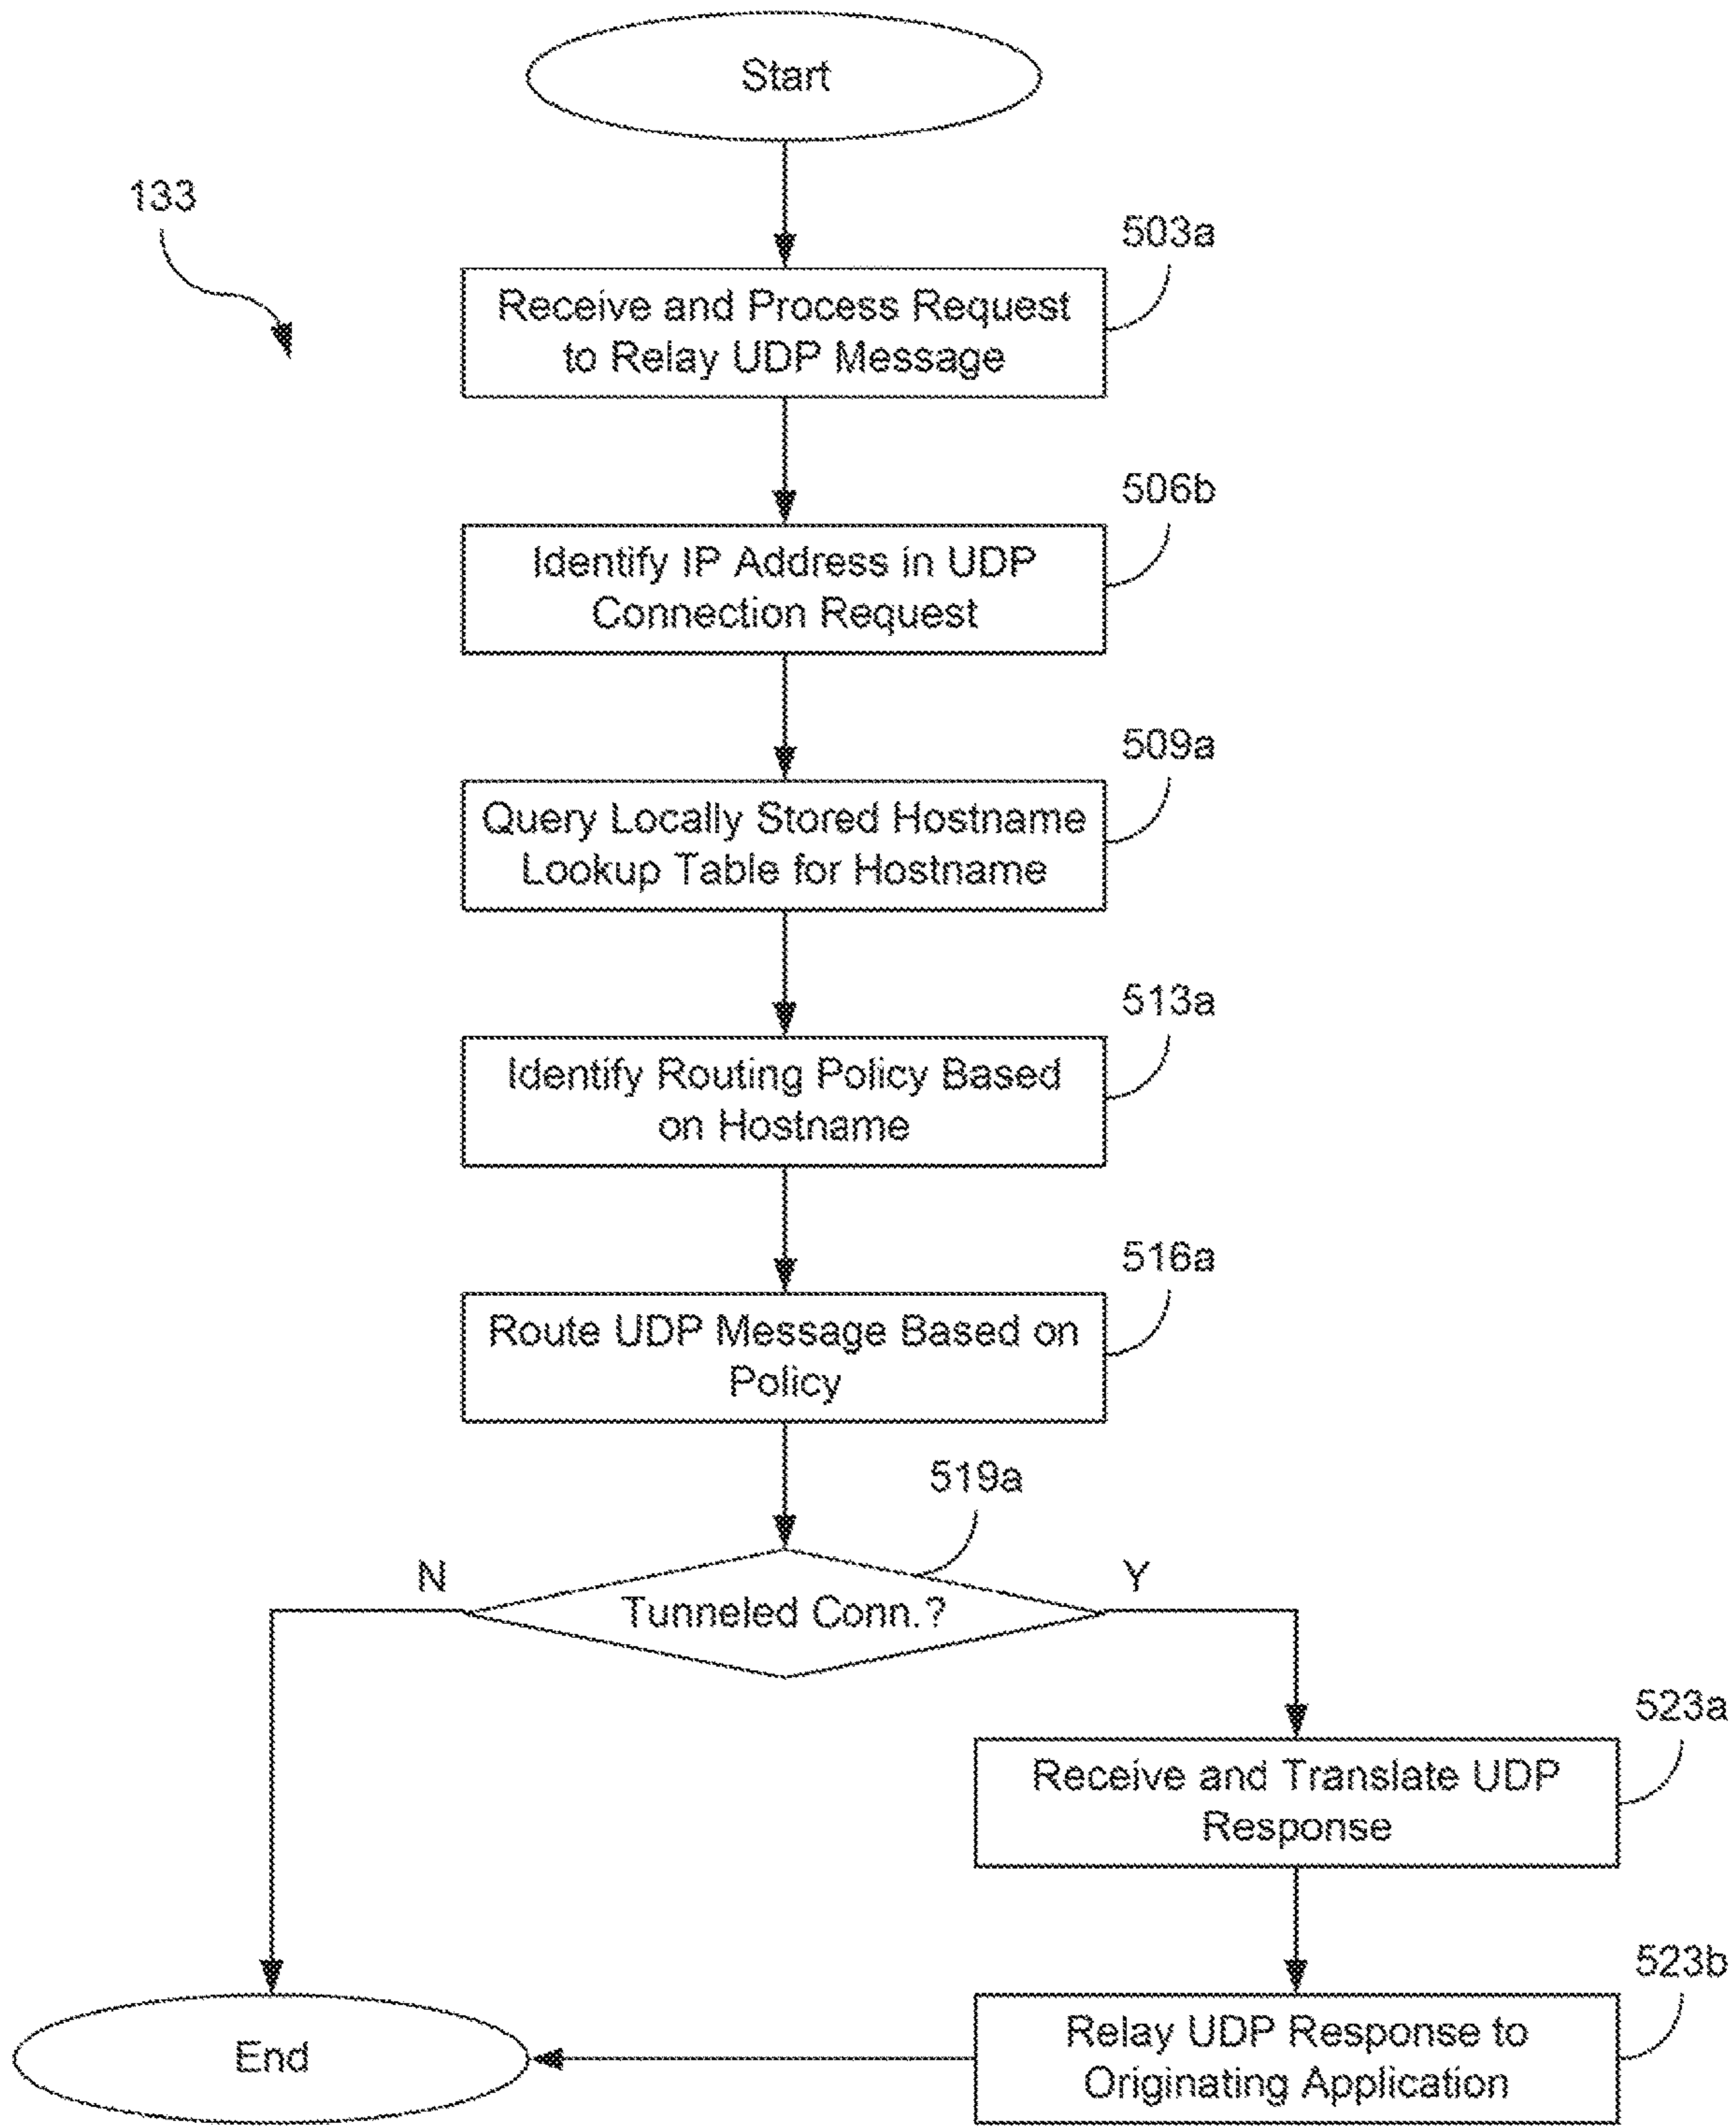 Start
133
503a
Receive and Process Request
to Relay UDP Message
506b
Identify IP Address in UDP
Connection Request
509a
Query Locally Stored Hostname
Lookup Table for Hostname
513a
Identify Routing Policy Based
on Hostname
516a
Route UDP Message Based on
Policy
519a
N
Y
Tunneled Conn.?
523a
Receive and Translate UDP
Response
523b
Relay UDP Response to
Originating Application
End